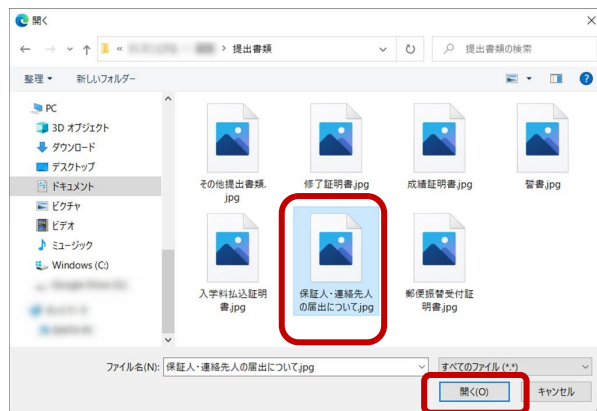 開く
« > 提出書類
提出書類の検索
整理 新しいフォルダー
PC
3D オブジェクト
ダウンロード
デスクトップ
ドキュメント
ピクチャ
ビデオ
ミュージック
Windows (C:)
その他提出書類.
jpg
修了証明書.jpg
成績証明書.jpg
誓書.jpg
入学料払込証明
書.jpg
保証人・連絡先人
の届出について.jpg
郵便振替受付証
明書.jpg
ファイル名(N): 保証人・連絡先人の届出について.jpg
すべてのファイル (*.*)
開く(O) キャンセル